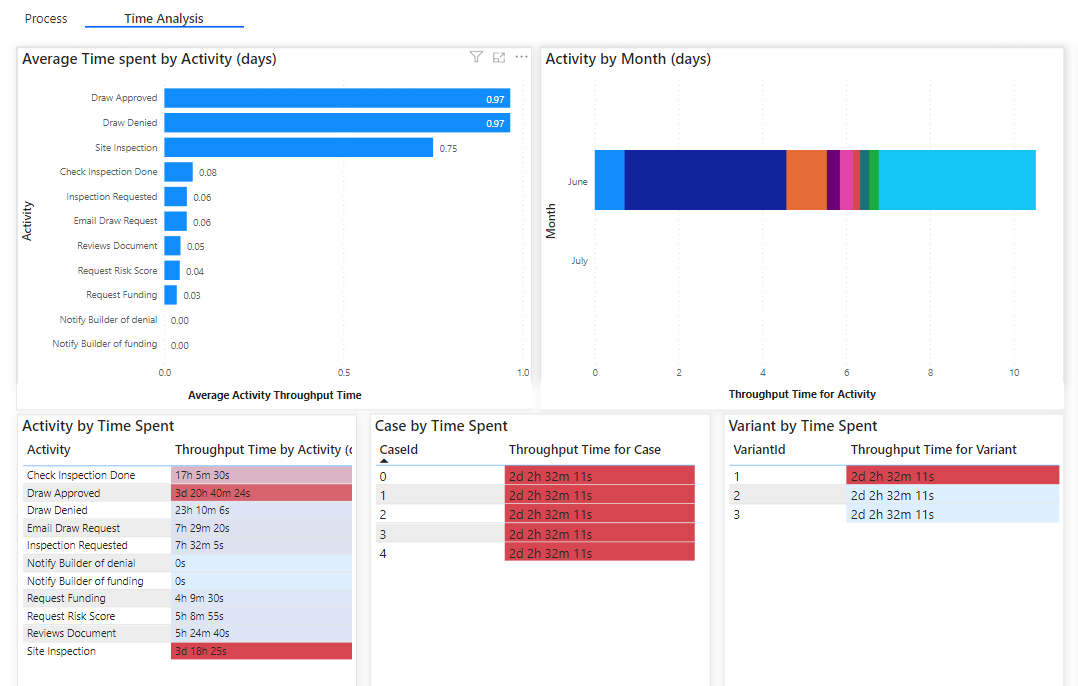 Process Time Analysis
Average Time spent by Activity (days)
Activity
Draw Approved 0.97
Draw Denied 0.97
Site Inspection 0.75
Check Inspection Done 0.08
Inspection Requested 0.06
Email Draw Request 0.06
Reviews Document 0.05
Request Risk Score 0.04
Request Funding 0.03
Notify Builder of denial 0.00
Notify Builder of funding 0.00
0.0 0.5 1.0
Average Activity Throughput Time
Activity by Month (days)
Month
June
July
0 2 4 6 8 10
Throughput Time for Activity
Activity by Time Spent
Activity Throughput Time by Activity (c
Check Inspection Done 17h 5m 30s
Draw Approved 3d 20h 40m 24s
Draw Denied 23h 10m 6s
Email Draw Request 7h 29m 20s
Inspection Requested 7h 32m 5s
Notify Builder of denial 0s
Notify Builder of funding 0s
Request Funding 4h 9m 30s
Request Risk Score 5h 8m 55s
Reviews Document 5h 24m 40s
Site Inspection 3d 18h 25s
Case by Time Spent
CaseId Throughput Time for Case
0 2d 2h 32m 11s
1 2d 2h 32m 11s
2 2d 2h 32m 11s
3 2d 2h 32m 11s
4 2d 2h 32m 11s
Variant by Time Spent
VariantId Throughput Time for Variant
1 2d 2h 32m 11s
2 2d 2h 32m 11s
3 2d 2h 32m 11s